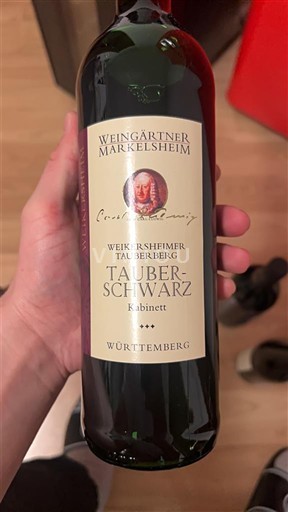 WEINGÄRTNER
MARKELSHEIM
WEIKERSHEIMER
TAUBERBERG
TAUBER-
SCHWARZ
Kabinett
+++
WÜRTTEMBERG